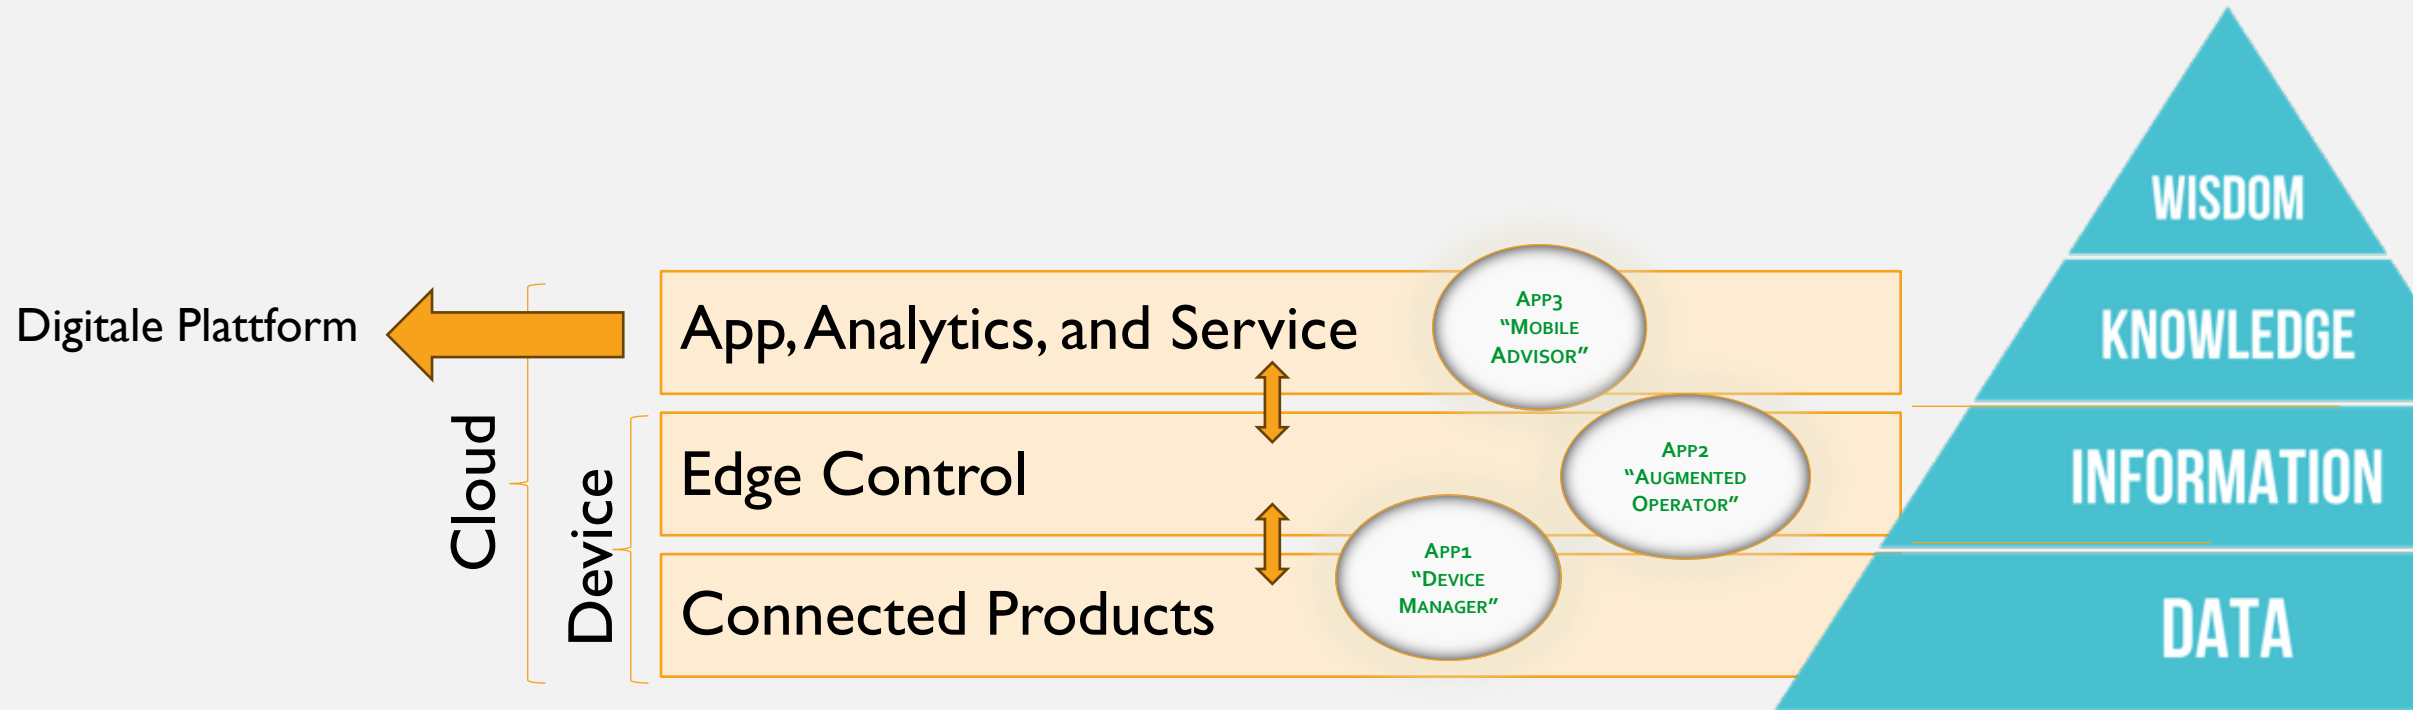 Digitale Plattform
Cloud
Device
App, Analytics, and Service
Edge Control
Connected Products
App3
“Mobile
Advisor”
App2
“Augmented
Operator”
App1
“Device
Manager”
WISDOM
KNOWLEDGE
INFORMATION
DATA